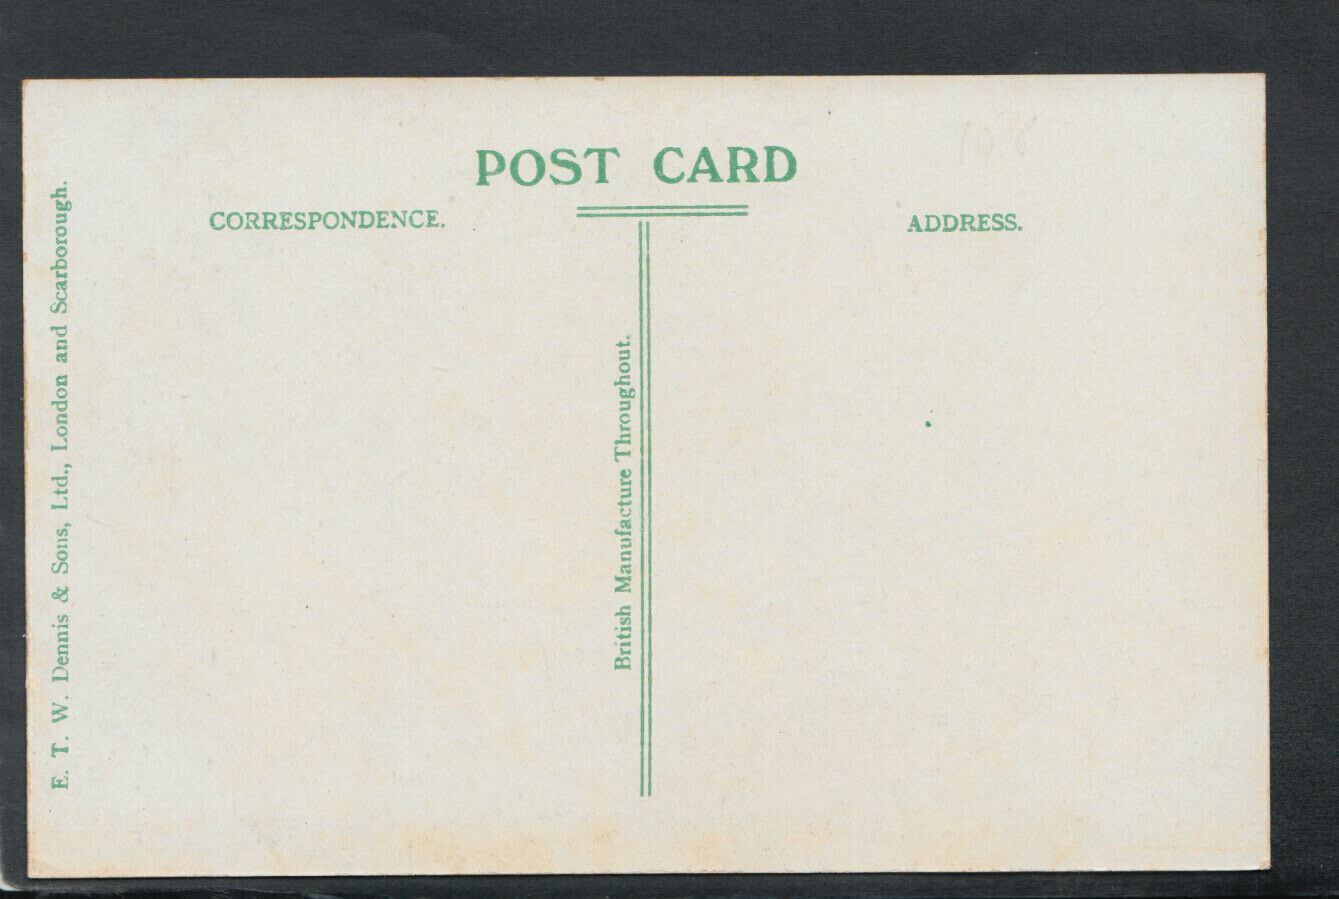 POST CARD
CORRESPONDENCE.
ADDRESS.
E. T. W. Dennis & Sons, Ltd., London and Scarborough.
British Manufacture Throughout.